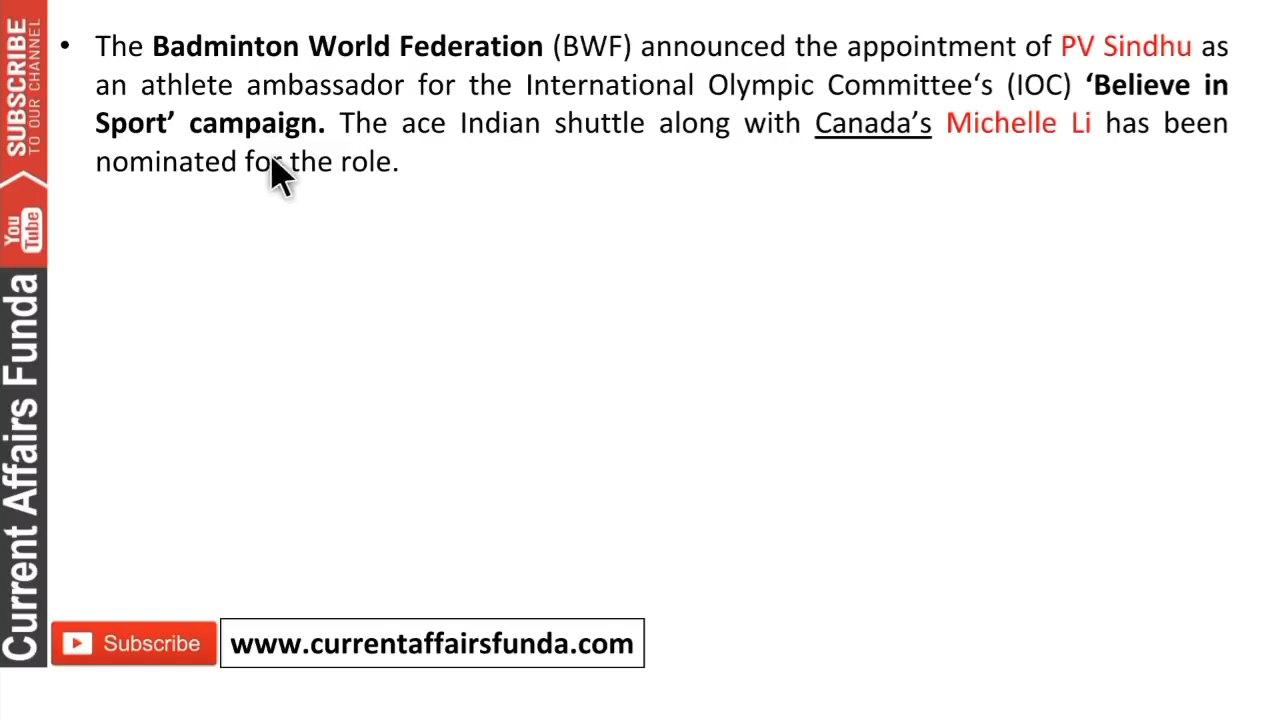 • The Badminton World Federation (BWF) announced the appointment of PV Sindhu as
an athlete ambassador for the International Olympic Committee‘s (IOC) ‘Believe in
Sport’ campaign. The ace Indian shuttle along with Canada’s Michelle Li has been
nominated for the role.
SUBSCRIBE
TO OUR CHANNEL
You
Tube
Current Affairs Funda
Subscribe
www.currentaffairsfunda.com